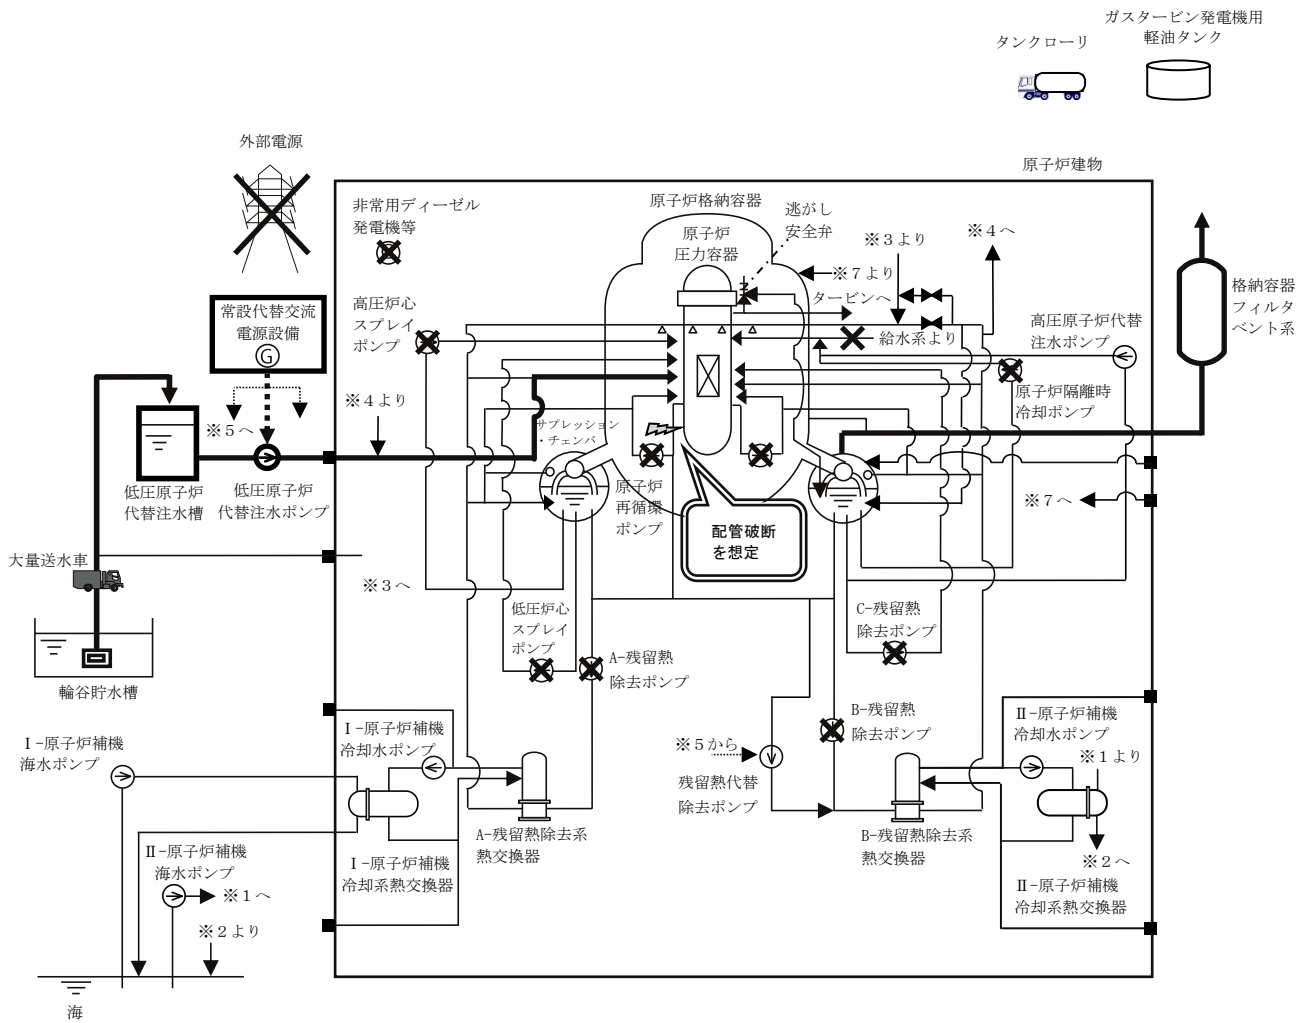 ガスタービン発電機用
軽油タンク
タンクローリ
外部電源
原子炉建物
非常用ディーゼル
発電機等
原子炉格納容器
原子炉
圧力容器
逃がし
安全弁
※３より
※４へ
※７より
タービンへ
格納容器
フィルタ
ベント系
常設代替交流
電源設備
G
高圧炉心
スプレイ
ポンプ
高圧原子炉代替
注水ポンプ
給水系より
原子炉隔離時
冷却ポンプ
※４より
※５へ
サプレッション
・チェンバ
低圧原子炉
代替注水槽
低圧原子炉
代替注水ポンプ
原子炉
再循環
ポンプ
配管破断
を想定
※７へ
大量送水車
※３へ
低圧炉心
スプレイ
ポンプ
C-残留熱
除去ポンプ
A-残留熱
除去ポンプ
輪谷貯水槽
B-残留熱
除去ポンプ
Ⅰ-原子炉補機
海水ポンプ
Ⅰ-原子炉補機
冷却水ポンプ
※５から
残留熱代替
除去ポンプ
Ⅱ-原子炉補機
冷却水ポンプ
※１より
A-残留熱除去系
熱交換器
B-残留熱除去系
熱交換器
Ⅱ-原子炉補機
海水ポンプ
※１へ
Ⅰ-原子炉補機
冷却系熱交換器
※２へ
Ⅱ-原子炉補機
冷却系熱交換器
※２より
海